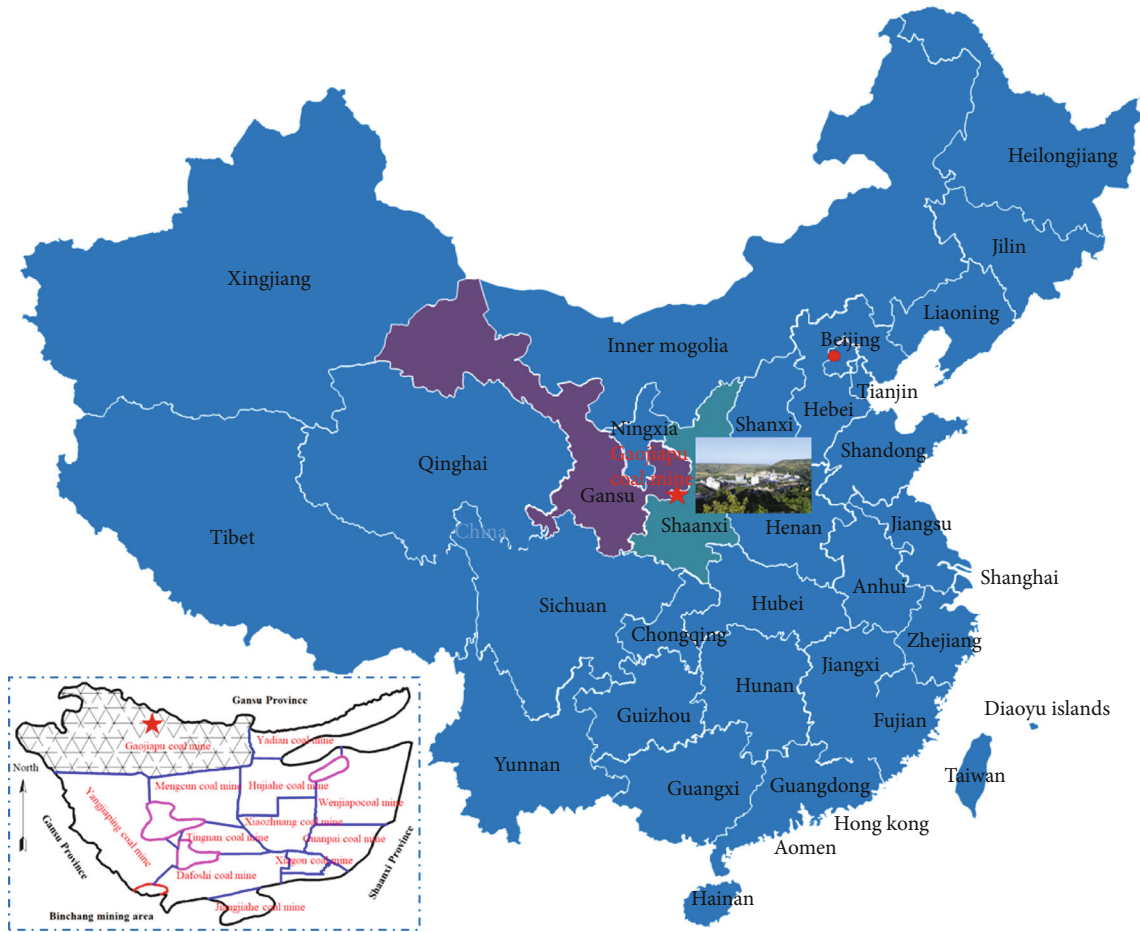 Heilongjiang
Jilin
Xingjiang
Liaoning
Inner mogolia
Beijing
Tianjin
Hebei
Ningxia
Shanxi
Gaojiapu
coal mine
Shandong
Qinghai
Gansu
Shaanxi
Henan
Jiangsu
China
Tibet
Shanghai
Anhui
Sichuan
Hubei
Chongqing
Zhejiang
Jiangxi
Hunan
Guizhou
Fujian
Diaoyu islands
Yunnan
Guangxi
Guangdong
Taiwan
Hong kong
Aomen
Hainan
Gansu Province
Gaojiapu coal mine
Yadian coal mine
North
Mengcun coal mine
Hujiahe coal mine
Yangjiaping coal mine
Wenjiapocoal mine
Xiaozhuang coal mine
Tingnan coal mine
Guanpai coal mine
Gansu Province
Xiagou coal mine
Shaanxi Province
Dafoshi coal mine
Jiangjiahe coal mine
Binchang mining area